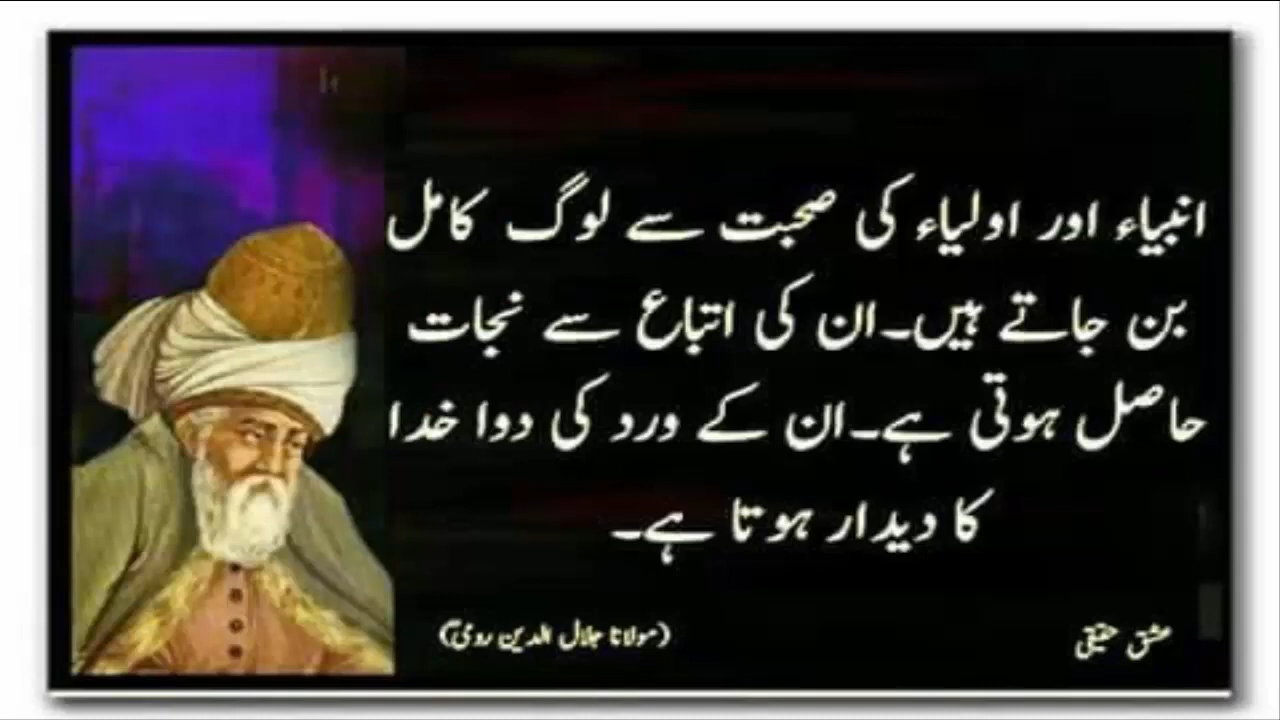 انبیاء اور اولیاء کی صحبت سے لوگ کامل
بن جاتے ہیں۔ان کی اتباع سے نجات
حاصل ہوتی ہے۔ان کے ورد کی دوا خدا
کا دیدار ہوتا ہے۔
(مولانا جلال الدین رومیؒ)
عشق حقیقی